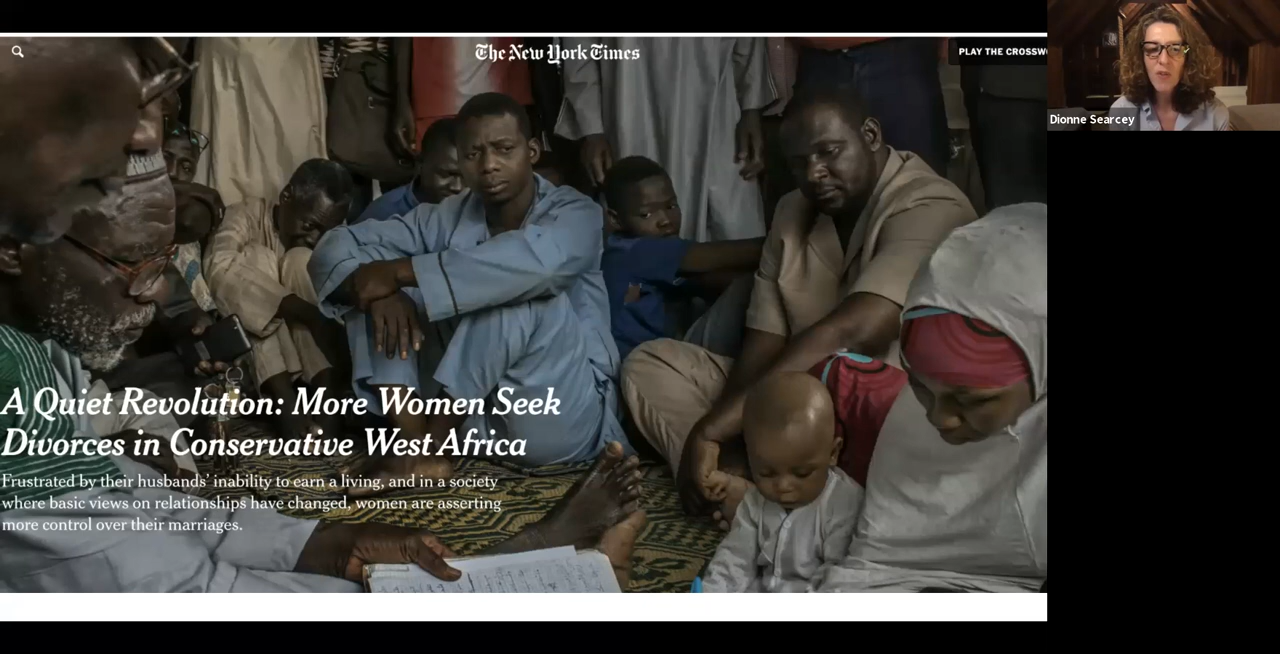 The New York Times
PLAY THE CROSSWO
Dionne Searcey
A Quiet Revolution: More Women Seek
Divorces in Conservative West Africa
Frustrated by their husbands' inability to earn a living, and in a society
where basic views on relationships have changed, women are asserting
more control over their marriages.